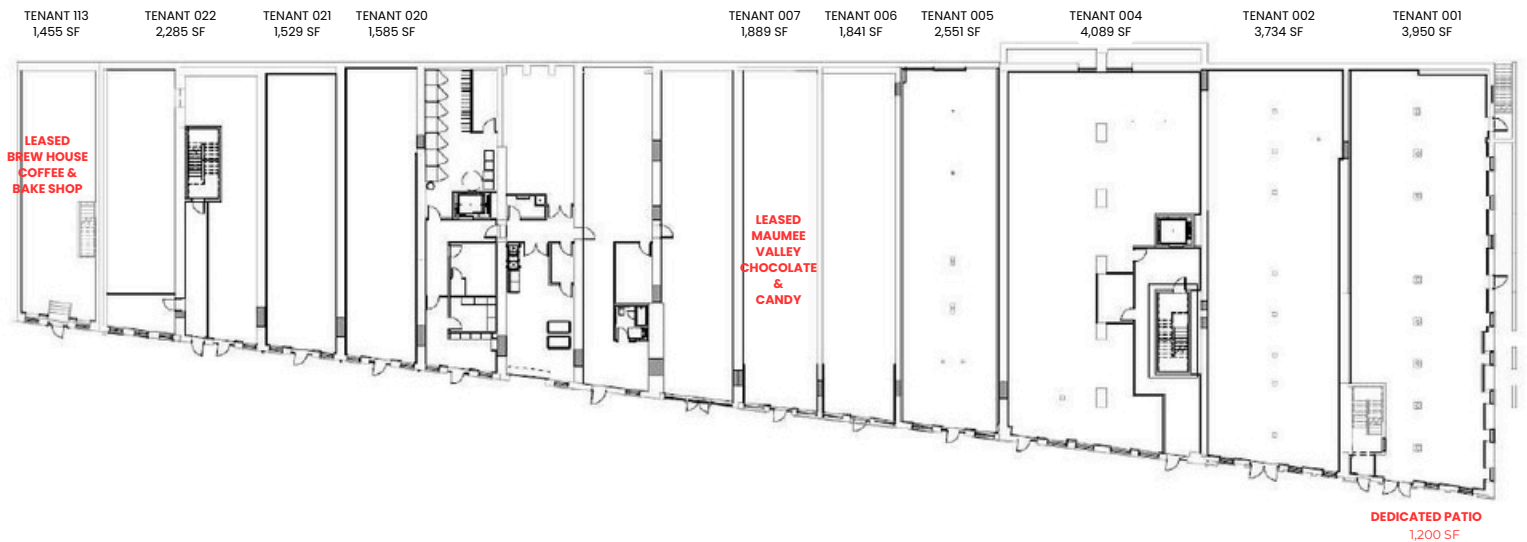 TENANT 113
1,455 SF
TENANT 022
2,285 SF
TENANT 021
1,529 SF
TENANT 020
1,585 SF
TENANT 007
1,889 SF
TENANT 006
1,841 SF
TENANT 005
2,551 SF
TENANT 004
4,089 SF
TENANT 002
3,734 SF
TENANT 001
3,950 SF
LEASED
BREW HOUSE
COFFEE &
BAKE SHOP
LEASED
MAUMEE
VALLEY
CHOCOLATE
&
CANDY
DEDICATED PATIO
1,200 SF